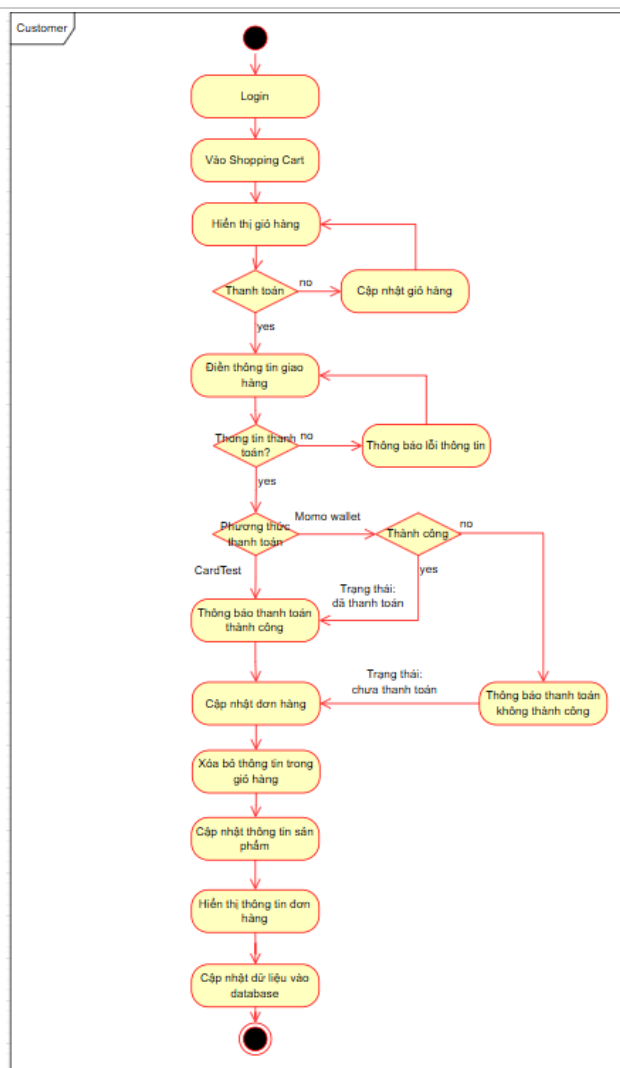 Customer
Login
Vào Shopping Cart
Hiển thị giỏ hàng
Thanh toán
no
Cập nhật giỏ hàng
yes
Điền thông tin giao
hàng
Thông tin thanh
toán?
no
Thông báo lỗi thông tin
yes
Phương thức
thanh toán
Momo wallet
Thành công
no
CardTest
yes
Trạng thái:
đã thanh toán
Thông báo thanh toán
thành công
Trạng thái:
chưa thanh toán
Thông báo thanh toán
không thành công
Cập nhật đơn hàng
Xóa bỏ thông tin trong
giỏ hàng
Cập nhật thông tin sản
phẩm
Hiển thị thông tin đơn
hàng
Cập nhật dữ liệu vào
database